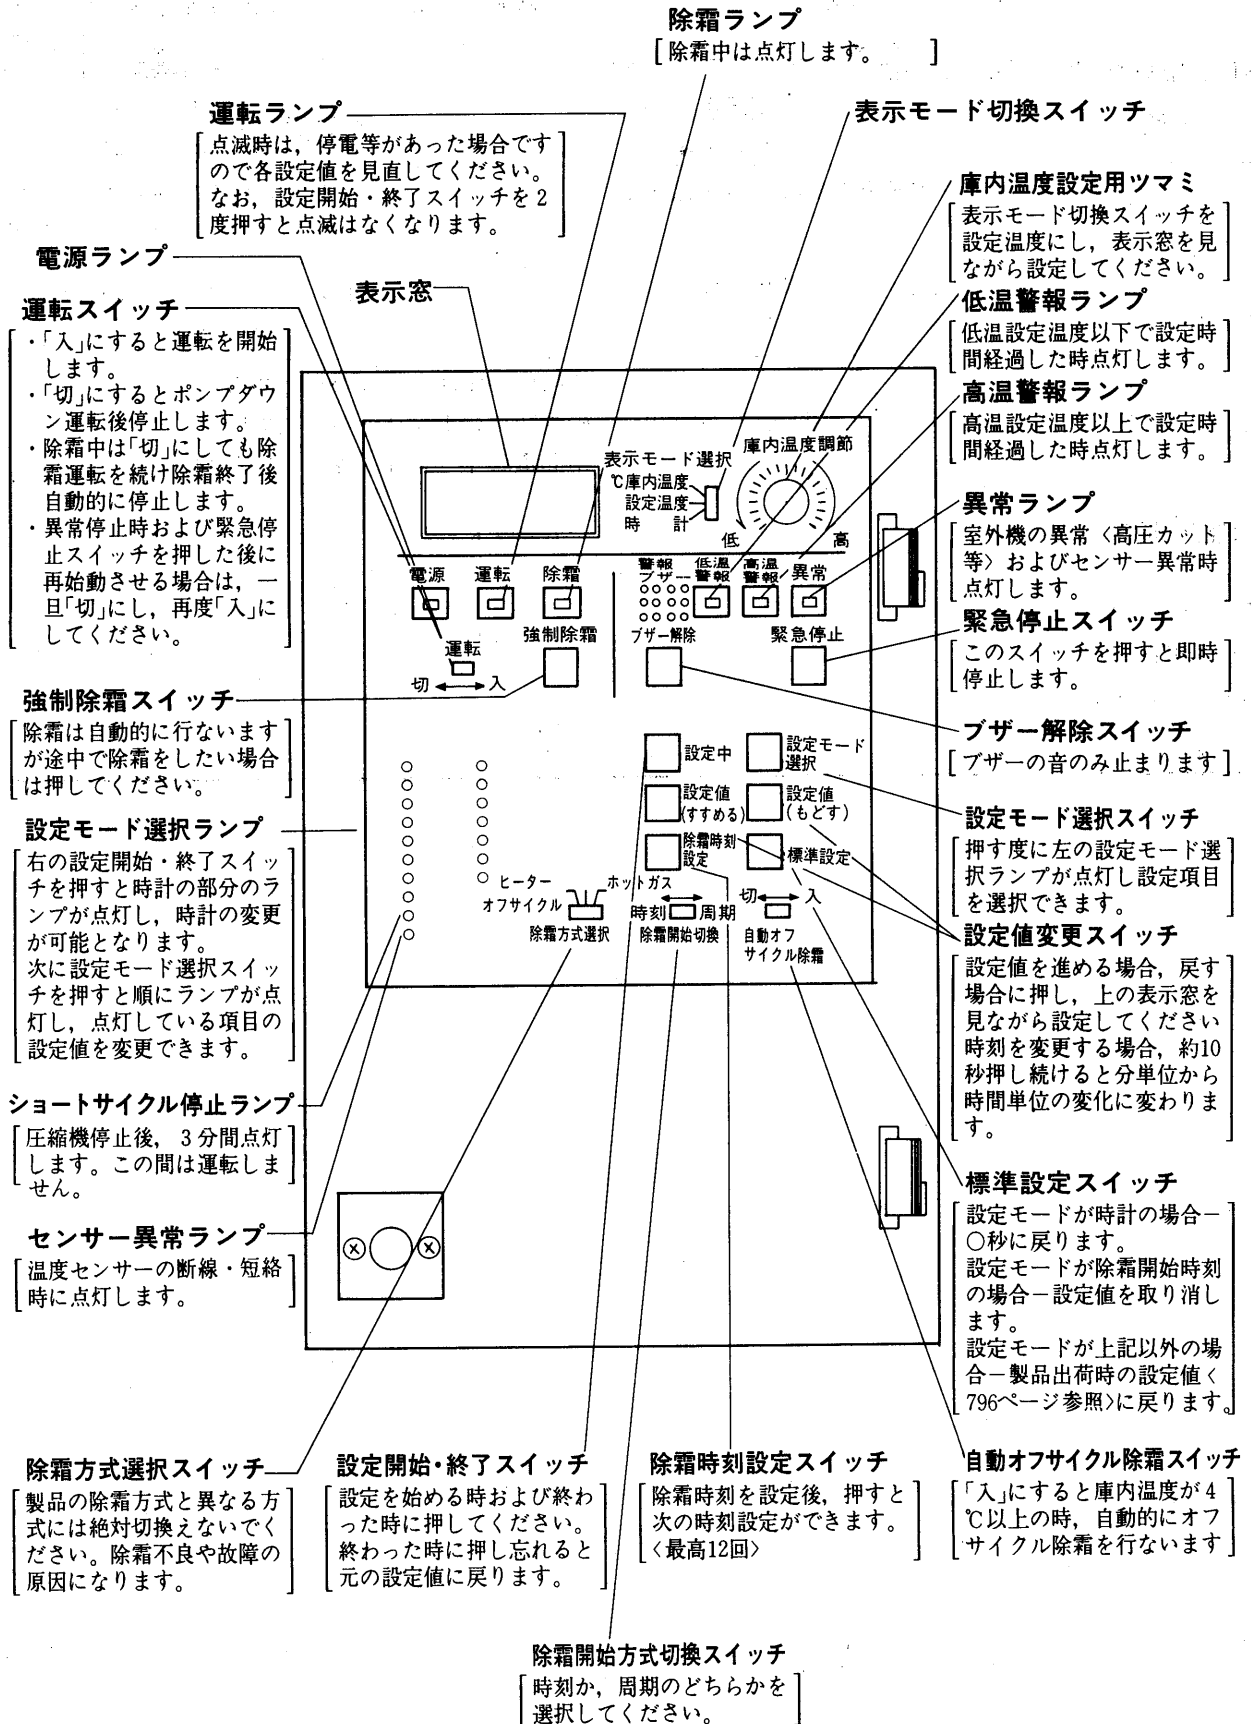 除霜ランプ
除霜中は点灯します。
運転ランプ
点滅時は，停電等があった場合です
ので各設定値を見直してください。
なお，設定開始・終了スイッチを2
度押すと点滅はなくなります。
表示モード切換スイッチ
庫内温度設定用ツマミ
表示モード切換スイッチを
設定温度にし，表示窓を見
ながら設定してください。
電源ランプ
表示窓
運転スイッチ
・「入」にすると運転を開始
します。
・「切」にするとポンプダウ
ン運転後停止します。
・除霜中は「切」にしても除
霜運転を続け除霜終了後
自動的に停止します。
・異常停止時および緊急停
止スイッチを押した後に
再始動させる場合は，一
旦「切」にし，再度「入」に
してください。
低温警報ランプ
低温設定温度以下で設定時
間経過した時点灯します。
高温警報ランプ
高温設定温度以上で設定時
間経過した時点灯します。
異常ランプ
室外機の異常〈高圧カット
等〉およびセンサー異常時
点灯します。
緊急停止スイッチ
このスイッチを押すと即時
停止します。
ブザー解除スイッチ
ブザーの音のみ止まります
表示モード選択
℃庫内温度
設定温度
時　計
庫内温度調節
低
高
電源
運転
除霜
警報
ブザー
低温
警報
高温
警報
異常
強制除霜
ブザー解除
緊急停止
運転
切
入
設定中
設定モード
選択
設定値
(すすめる)
設定値
(もどす)
除霜時刻
設定
標準設定
ヒーター
ホットガス
オフサイクル
除霜方式選択
時刻
周期
除霜開始切換
切
入
自動オフ
サイクル除霜
強制除霜スイッチ
除霜は自動的に行ないます
が途中で除霜をしたい場合
は押してください。
設定モード選択ランプ
右の設定開始・終了スイッ
チを押すと時計の部分のラ
ンプが点灯し，時計の変更
が可能となります。
次に設定モード選択スイッ
チを押すと順にランプが点
灯し，点灯している項目の
設定値を変更できます。
ショートサイクル停止ランプ
圧縮機停止後，3分間点灯
します。この間は運転しま
せん。
センサー異常ランプ
温度センサーの断線・短絡
時に点灯します。
設定モード選択スイッチ
押す度に左の設定モード選
択ランプが点灯し設定項目
を選択できます。
設定値変更スイッチ
設定値を進める場合，戻す
場合に押し，上の表示窓を
見ながら設定してください
時刻を変更する場合，約10
秒押し続けると分単位から
時間単位の変化に変わりま
す。
標準設定スイッチ
設定モードが時計の場合－
〇秒に戻ります。
設定モードが除霜開始時刻
の場合－設定値を取り消し
ます。
設定モードが上記以外の場
合－製品出荷時の設定値〈
796ページ参照〉に戻ります。
除霜方式選択スイッチ
製品の除霜方式と異なる方
式には絶対切換えないでく
ださい。除霜不良や故障の
原因になります。
設定開始・終了スイッチ
設定を始める時および終わ
った時に押してください。
終わった時に押し忘れると
元の設定値に戻ります。
除霜時刻設定スイッチ
除霜時刻を設定後，押すと
次の時刻設定ができます。
〈最高12回〉
自動オフサイクル除霜スイッチ
「入」にすると庫内温度が4
℃以上の時，自動的にオフ
サイクル除霜を行ないます
除霜開始方式切換スイッチ
時刻か，周期のどちらかを
選択してください。